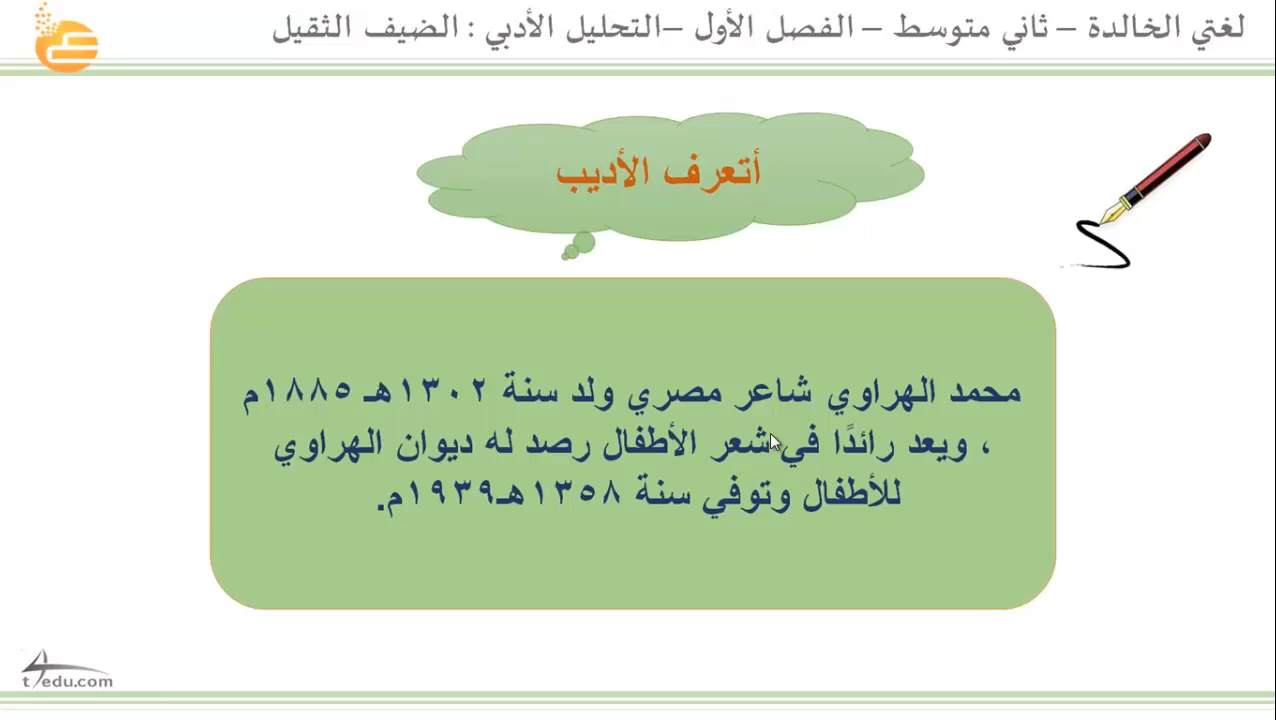 لغتي الخالدة – ثاني متوسط – الفصل الأول –التحليل الأدبي : الضيف الثقيل
أتعرف الأديب
محمد الهراوي شاعر مصري ولد سنة ١٣٠٢هـ ١٨٨٥م
، ويعد رائدًا في شعر الأطفال رصد له ديوان الهراوي
للأطفال وتوفي سنة ١٣٥٨هـ١٩٣٩م.
t4edu.com